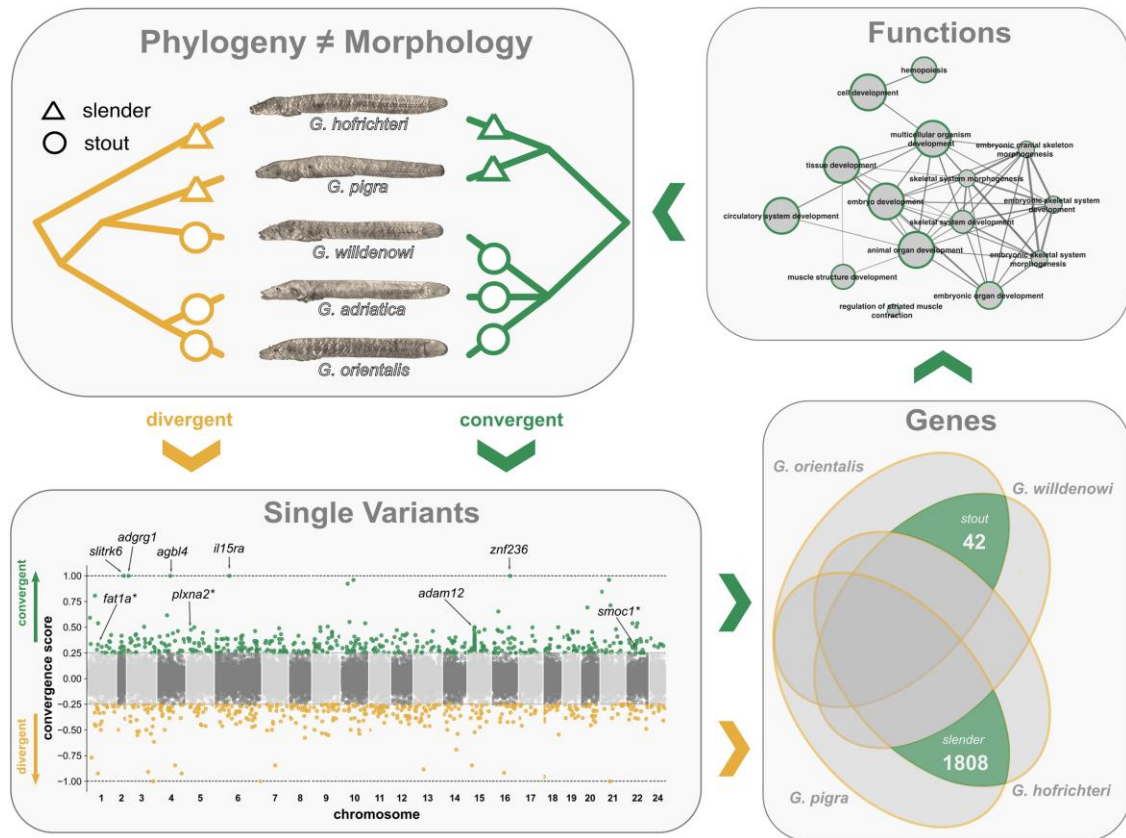 Phylogeny ≠ Morphology
slender
stout
G. hofrichteri
G. pigra
G. willdenowi
G. adriatica
G. orientalis
divergent
convergent
Functions
hemopoiesis
cell development
multicellular organism
development
embryonic cranial skeleton
morphogenesis
tissue development
skeletal system morphogenesis
embryo development
embryonic skeletal system
development
circulatory system development
skeletal system development
animal organ development
embryonic skeletal system
morphogenesis
muscle structure development
embryonic organ development
regulation of striated muscle
contraction
Single Variants
slitrk6
adgrg1
agbl4
il15ra
znf236
fat1a*
plxna2*
adam12
smoc1*
convergent
divergent
convergence score
1.00
0.75
0.50
0.25
0.00
−0.25
−0.50
−0.75
−1.00
1 2 3 4 5 6 7 8 9 10 11 12 13 14 15 16 17 18 19 20 21 22 24
chromosome
Genes
G. orientalis
G. willdenowi
stout
42
slender
1808
G. pigra
G. hofrichteri